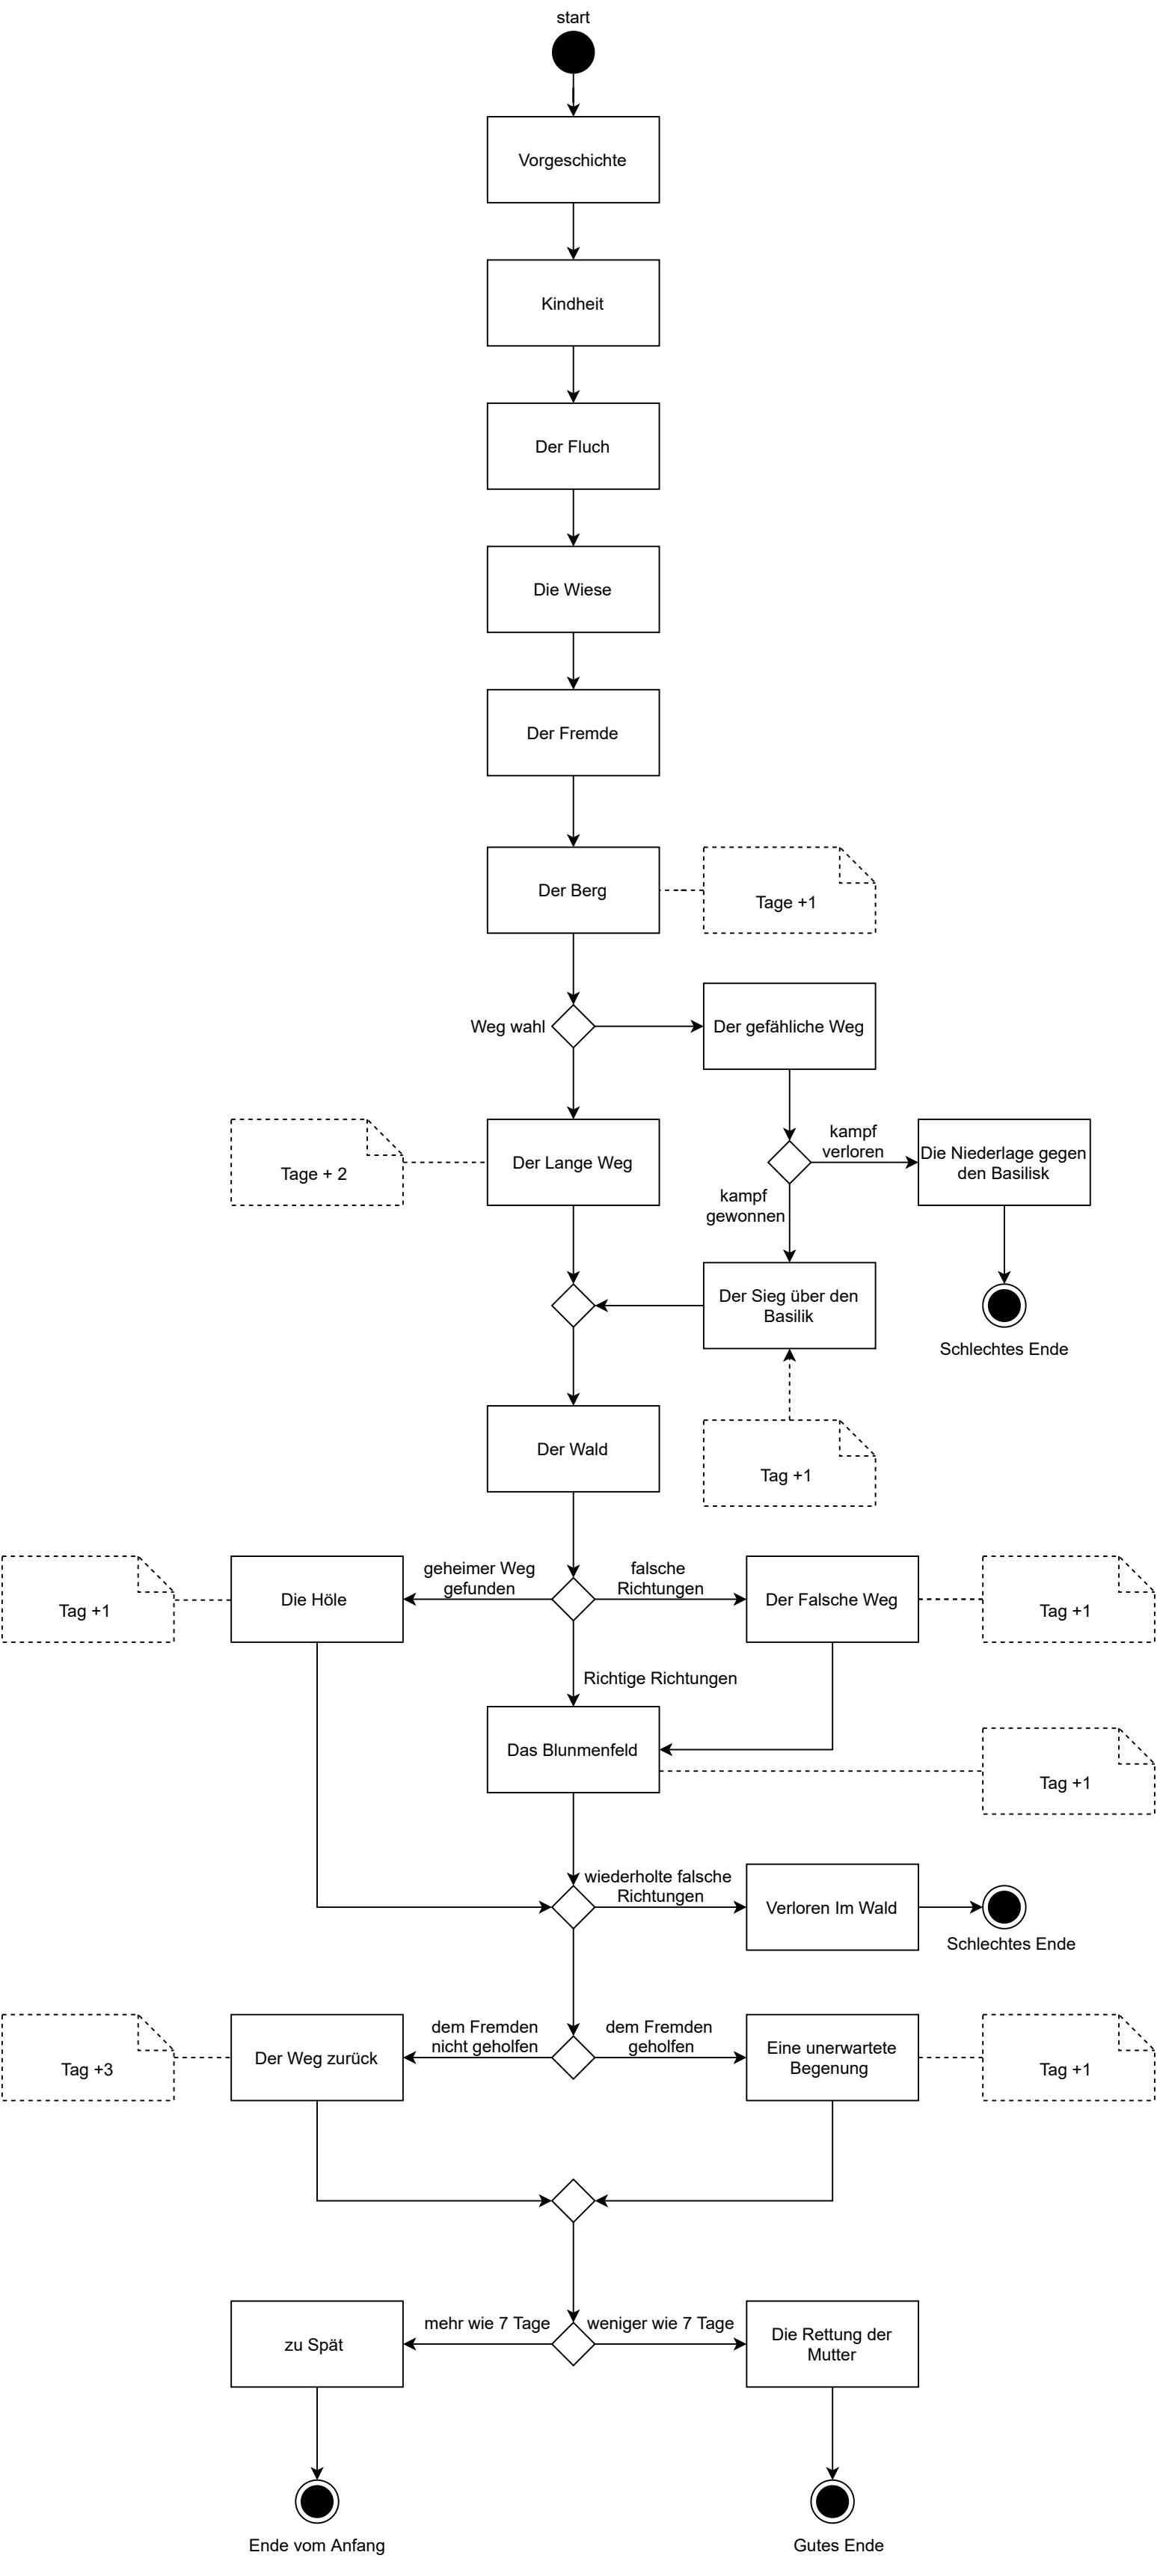 start
Vorgeschichte
Kindheit
Der Fluch
Die Wiese
Der Fremde
Der Berg
Tage +1
Weg wahl
Der gefähliche Weg
Tage + 2
Der Lange Weg
kampf
verloren
Die Niederlage gegen
den Basilisk
kampf
gewonnen
Der Sieg über den
Basilik
Schlechtes Ende
Der Wald
Tag +1
Tag +1
Die Höle
geheimer Weg
gefunden
falsche
Richtungen
Der Falsche Weg
Tag +1
Richtige Richtungen
Das Blunmenfeld
Tag +1
wiederholte falsche
Richtungen
Verloren Im Wald
Schlechtes Ende
Tag +3
Der Weg zurück
dem Fremden
nicht geholfen
dem Fremden
geholfen
Eine unerwartete
Begenung
Tag +1
zu Spät
mehr wie 7 Tage
weniger wie 7 Tage
Die Rettung der
Mutter
Ende vom Anfang
Gutes Ende